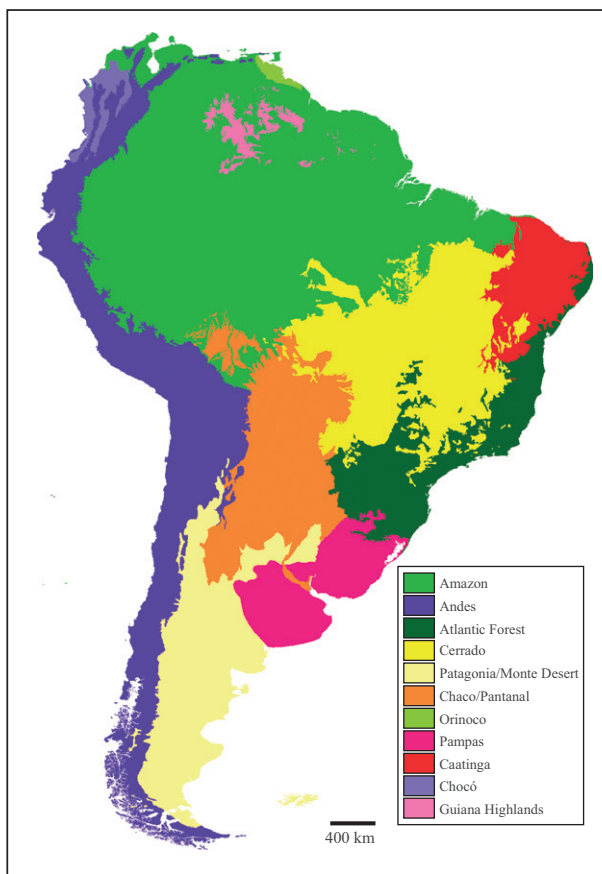 Amazon
Andes
Atlantic Forest
Cerrado
Patagonia/Monte Desert
Chaco/Pantanal
Orinoco
Pampas
Caatinga
Chocó
Guiana Highlands
400 km